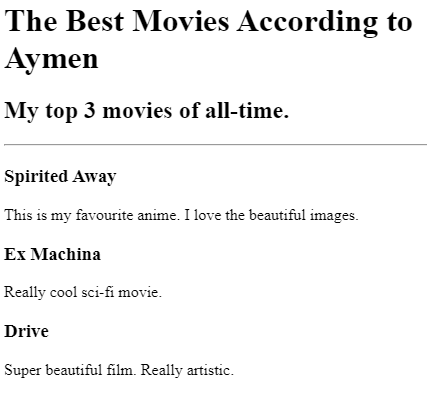 The Best Movies According to
Aymen
My top 3 movies of all-time.
Spirited Away
This is my favourite anime. I love the beautiful images.
Ex Machina
Really cool sci-fi movie.
Drive
Super beautiful film. Really artistic.